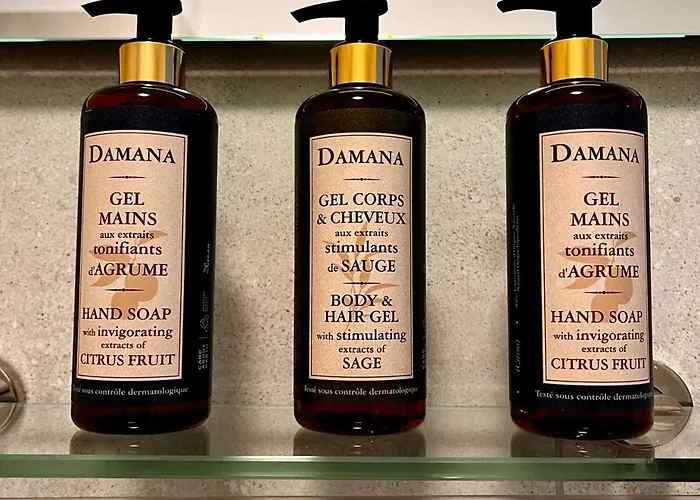 DAMANA
GEL
MAINS
aux extraits
tonifiants
d'AGRUME
HAND SOAP
with invigorating
extracts of
CITRUS FRUIT
Testé sous contrôle dermatologique
VEGAN
DAMANA
GEL CORPS
& CHEVEUX
aux extraits
stimulants
de SAUGE
BODY &
HAIR GEL
with stimulating
extracts of
SAGE
Testé sous contrôle dermatologique
DAMANA
GEL
MAINS
aux extraits
tonifiants
d'AGRUME
HAND SOAP
with invigorating
extracts of
CITRUS FRUIT
Testé sous contrôle dermatologique